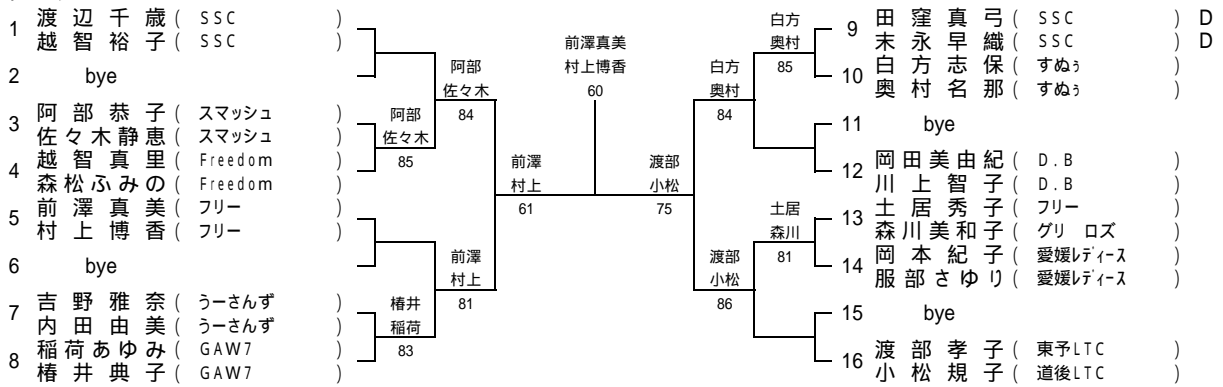 1 渡辺千歳 ( SSC )
越智裕子 ( SSC )
2 bye
3 阿部恭子 ( スマッシュ )
佐々木静恵 ( スマッシュ )
4 越智真里 ( Freedom )
森松ふみの ( Freedom )
5 前澤真美 ( フリー )
村上博香 ( フリー )
6 bye
7 吉野雅奈 ( うーさんず )
内田由美 ( うーさんず )
8 稲荷あゆみ ( GAW7 )
椿井典子 ( GAW7 )
阿部
佐々木
85
椿井
稲荷
83
阿部
佐々木
84
前澤
村上
81
前澤
村上
61
前澤真美
村上博香
60
渡部
小松
75
白方
奥村
84
渡部
小松
86
白方
奥村
85
土居
森川
81
9 田窪真弓 ( SSC ) D
末永早織 ( SSC ) D
10 白方志保 ( すぬぅ )
奥村名那 ( すぬぅ )
11 bye
12 岡田美由紀 ( D.B )
川上智子 ( D.B )
13 土居秀子 ( フリー )
森川美和子 ( グリ ロズ )
14 岡本紀子 ( 愛媛ﾚﾃﾞｨｰｽ )
服部さゆり ( 愛媛ﾚﾃﾞｨｰｽ )
15 bye
16 渡部孝子 ( 東予LTC )
小松規子 ( 道後LTC )